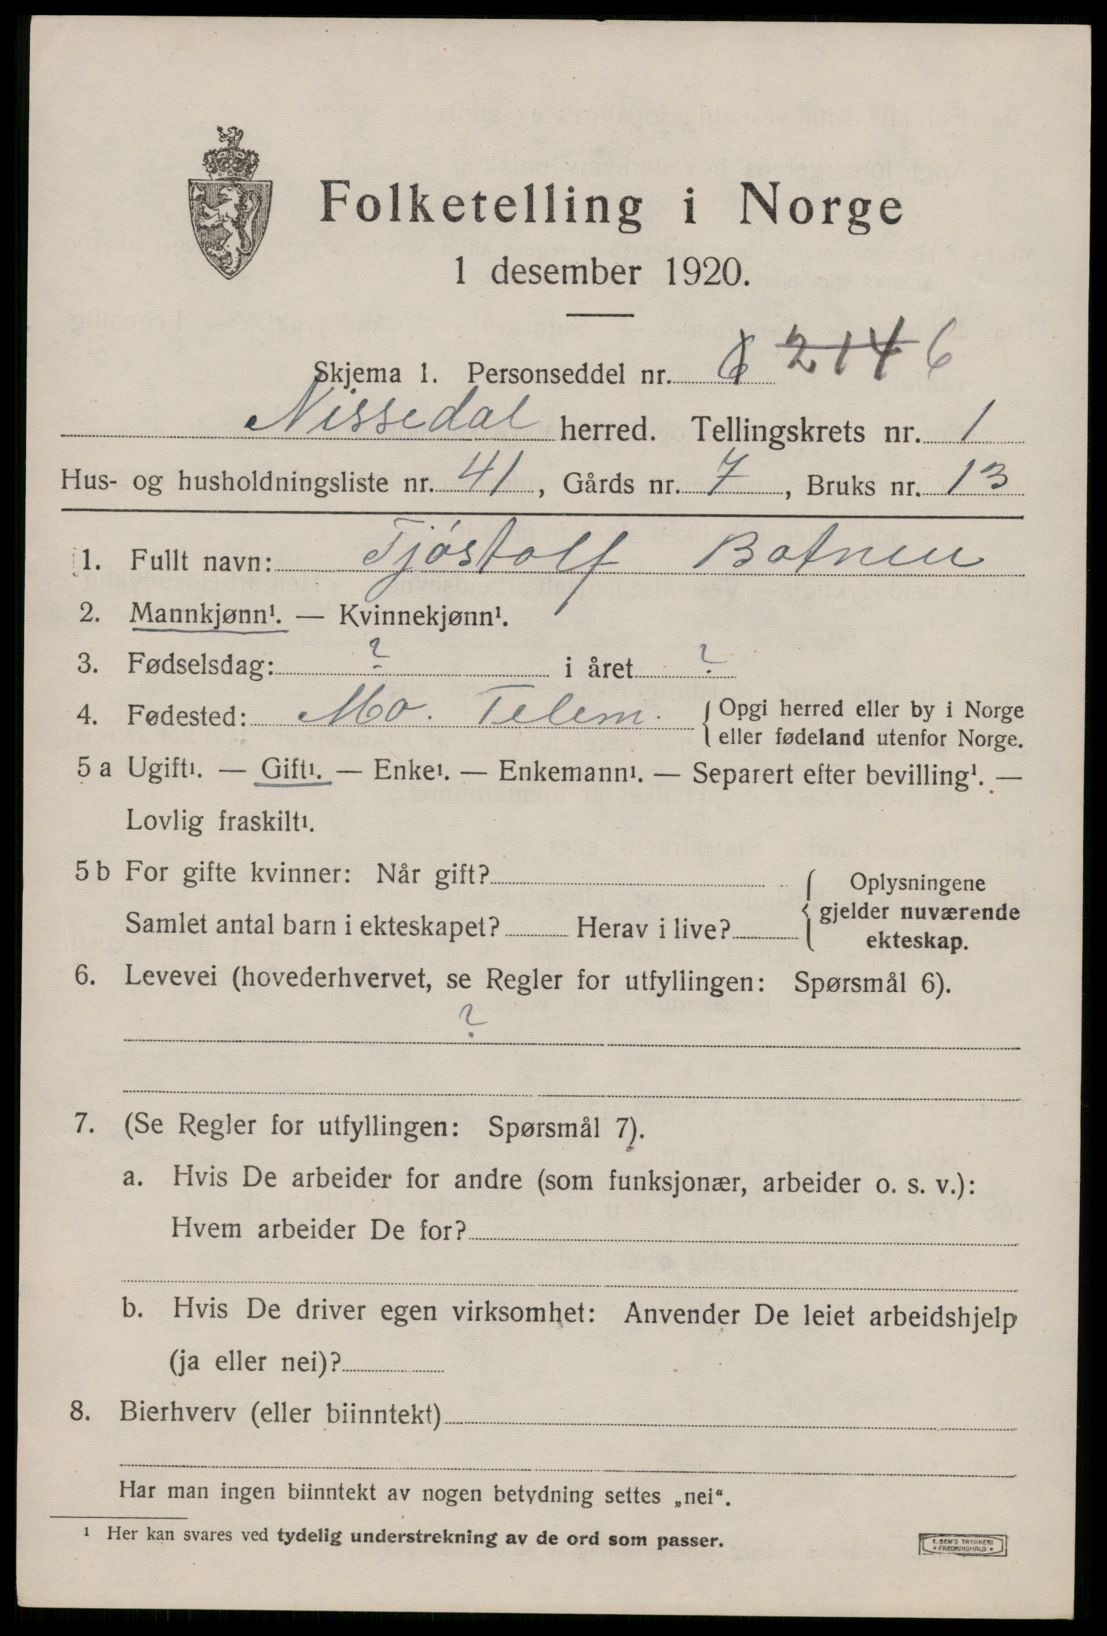 Folketelling i Norge
1 desember 1920.
Skjema 1. Personseddel nr. 2146
Nissedal herred. Tellingskrets nr. 1
Hus- og husholdningsliste nr. 41, Gårds nr. 7, Bruks nr. 13
1. Fullt navn: Tjøstolf Botnen
2. Mannkjønn¹. — Kvinnekjønn¹.
3. Fødselsdag: ? i året ?
4. Fødested: Mo. Telem. { Opgi herred eller by i Norge
eller fødeland utenfor Norge.
5 a Ugift¹. — Gift¹. — Enke¹. — Enkemann¹. — Separert efter bevilling¹. —
Lovlig fraskilt¹.
5 b For gifte kvinner: Når gift? { Oplysningene
gjelder nuværende
Samlet antal barn i ekteskapet? Herav i live?
ekteskap.
6. Levevei (hovederhvervet, se Regler for utfyllingen: Spørsmål 6).
?
7. (Se Regler for utfyllingen: Spørsmål 7).
a. Hvis De arbeider for andre (som funksjonær, arbeider o. s. v.):
Hvem arbeider De for?
b. Hvis De driver egen virksomhet: Anvender De leiet arbeidshjelp
(ja eller nei)?
8. Bierhverv (eller biinntekt)
Har man ingen biinntekt av nogen betydning settes „nei“.
¹ Her kan svares ved tydelig understrekning av de ord som passer.
E. SEM'S TRYKKERI
* FREDRIKSHALD *